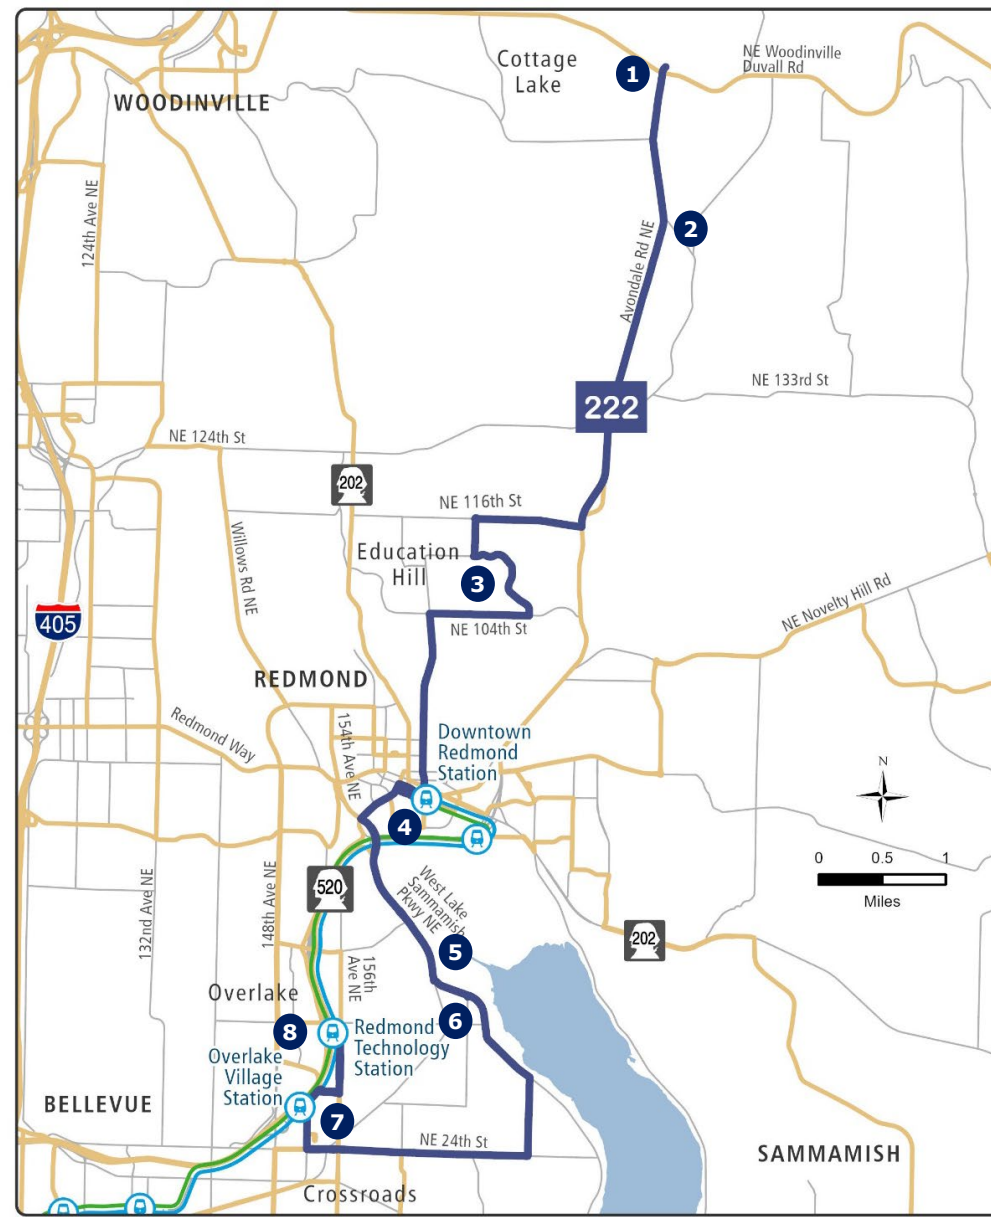 Cottage
Lake
1
NE Woodinville
Duvall Rd
WOODINVILLE
124th Ave NE
2
Avondale Rd NE
NE 133rd St
222
NE 124th St
202
NE 116th St
Willows Rd NE
Education
Hill
3
405
NE 104th St
NE Novelty Hill Rd
REDMOND
Redmond Way
154th Ave NE
Downtown
Redmond
Station
N
4
0 0.5 1
Miles
520
132nd Ave NE
148th Ave NE
West Lake
Sammamish
Pkwy NE
202
5
156th
Ave NE
Overlake
6
8
Redmond
Technology
Station
Overlake
Village
Station
BELLEVUE
7
NE 24th St
SAMMAMISH
Crossroads